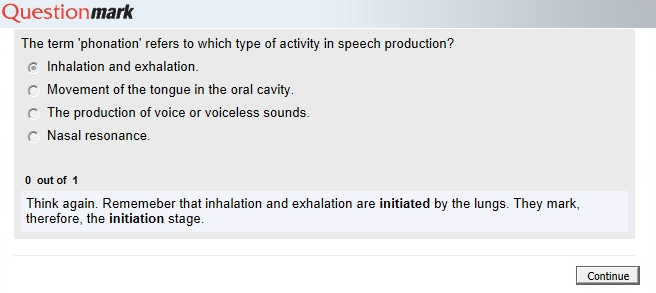 Questionmark
The term 'phonation' refers to which type of activity in speech production?
Inhalation and exhalation.
Movement of the tongue in the oral cavity.
The production of voice or voiceless sounds.
Nasal resonance.
0 out of 1
Think again. Rememeber that inhalation and exhalation are initiated by the lungs. They mark,
therefore, the initiation stage.
Continue